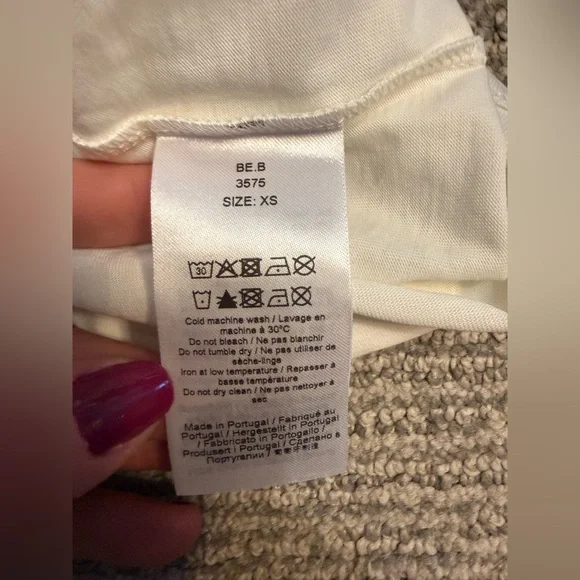 BE.B
3575
SIZE: XS
30
Cold machine wash / Lavage en
machine à 30°C
Do not bleach / Ne pas blanchir
Do not tumble dry / Ne pas utiliser de
sèche-linge
Iron at low temperature / Repasser à
basse température
Do not dry clean / Ne pas nettoyer à
sec
Made in Portugal / Fabriqué au
Portugal / Hergestellt in Portugal
/ Fabbricato in Portogallo /
Produsert i Portugal / Сделано в
Португалии /